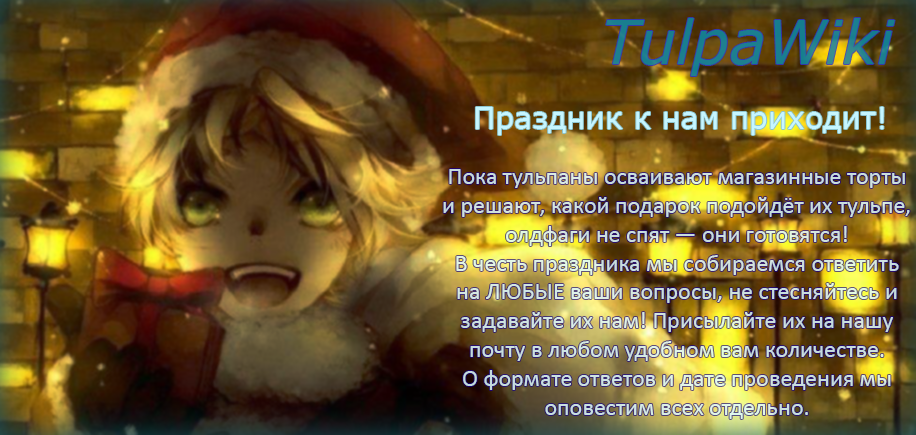 TulpaWiki
Праздник к нам приходит!
Пока тульпаны осваивают магазинные торты
и решают, какой подарок подойдёт их тульпе,
олдфаги не спят — они готовятся!
В честь праздника мы собираемся ответить
на ЛЮБЫЕ ваши вопросы, не стесняйтесь и
задавайте их нам! Присылайте их на нашу
почту в любом удобном вам количестве.
О формате ответов и дате проведения мы
оповестим всех отдельно.